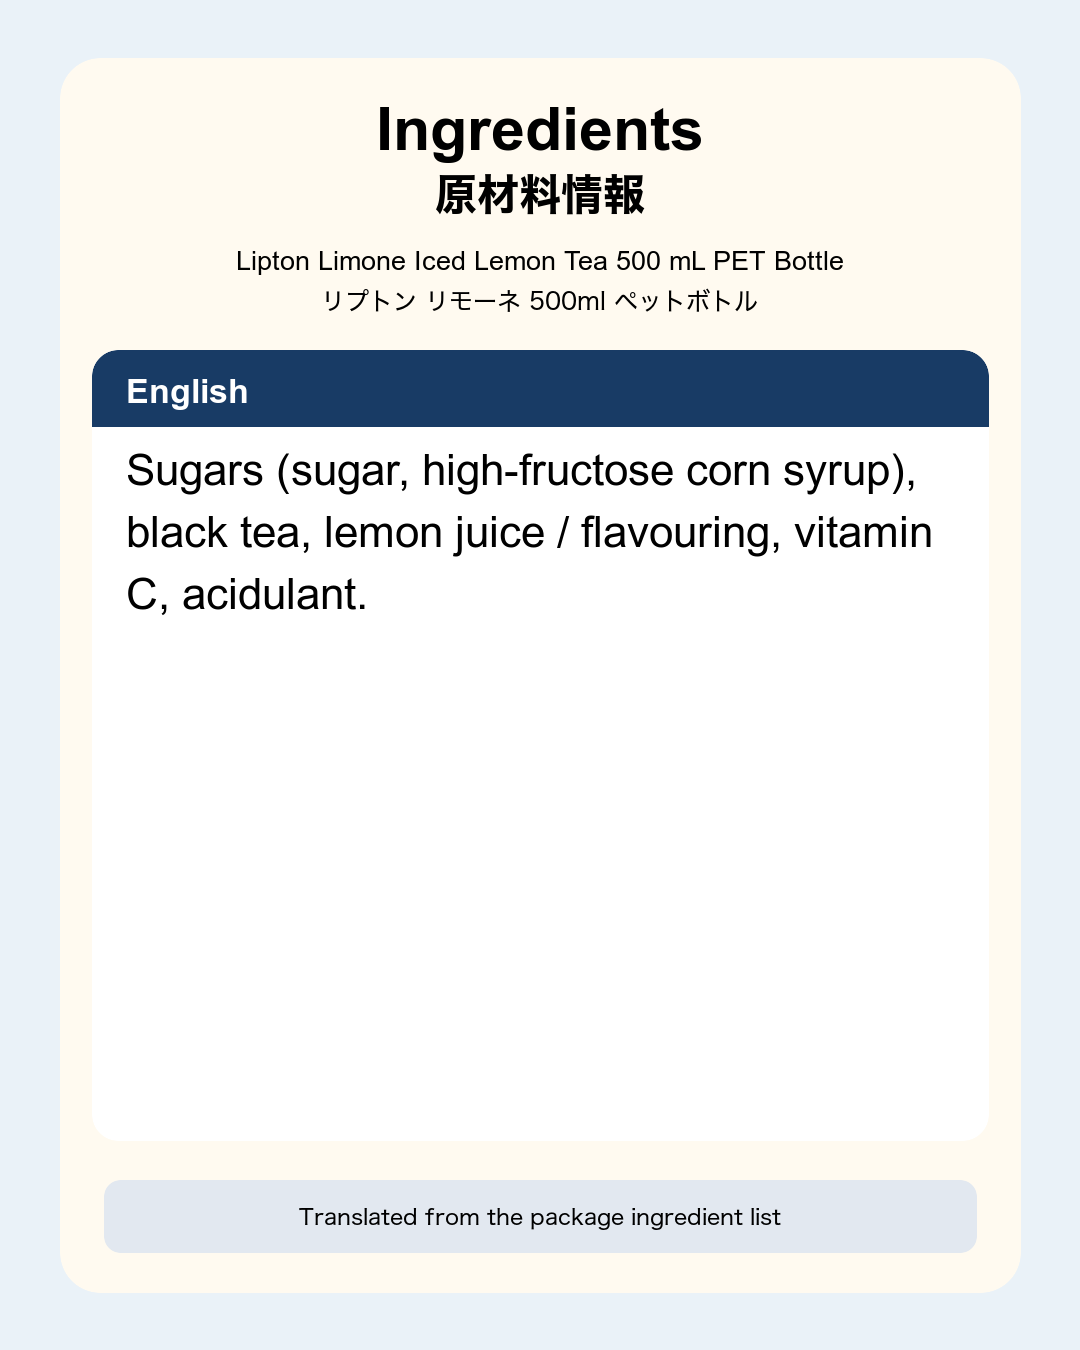 Ingredients
原材料情報
Lipton Limone Iced Lemon Tea 500 mL PET Bottle
リプトン リモーネ 500ml ペットボトル
English
Sugars (sugar, high-fructose corn syrup),
black tea, lemon juice / flavouring, vitamin
C, acidulant.
Translated from the package ingredient list